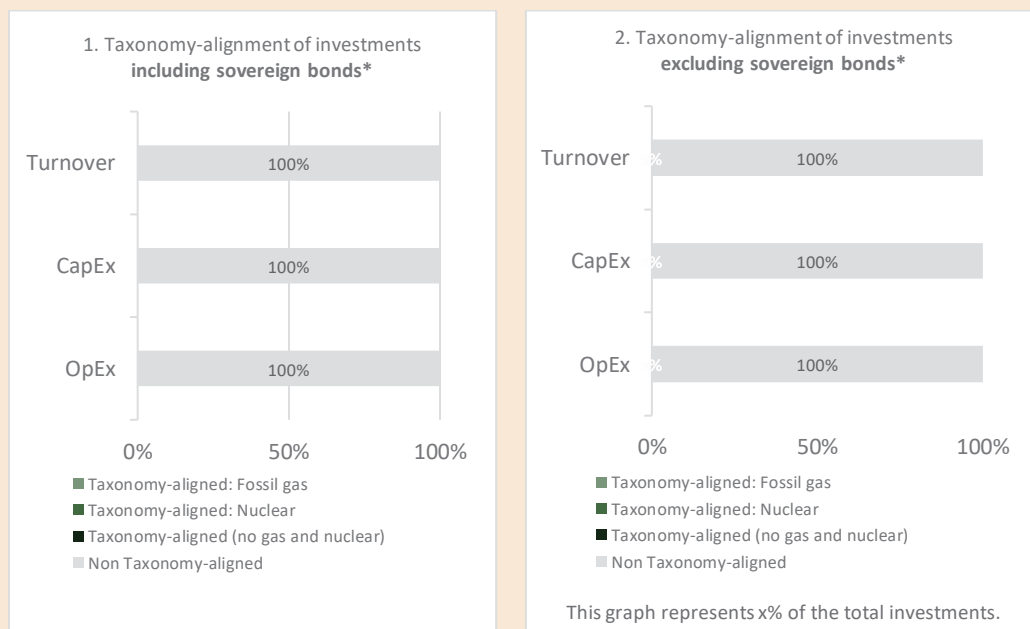 1. Taxonomy-alignment of investments
including sovereign bonds*
Turnover
100%
CapEx
100%
OpEx
100%
0% 50% 100%
Taxonomy-aligned: Fossil gas
Taxonomy-aligned: Nuclear
Taxonomy-aligned (no gas and nuclear)
Non Taxonomy-aligned
2. Taxonomy-alignment of investments
excluding sovereign bonds*
Turnover
% 100%
CapEx
% 100%
OpEx
% 100%
0% 50% 100%
Taxonomy-aligned: Fossil gas
Taxonomy-aligned: Nuclear
Taxonomy-aligned (no gas and nuclear)
Non Taxonomy-aligned
This graph represents x% of the total investments.